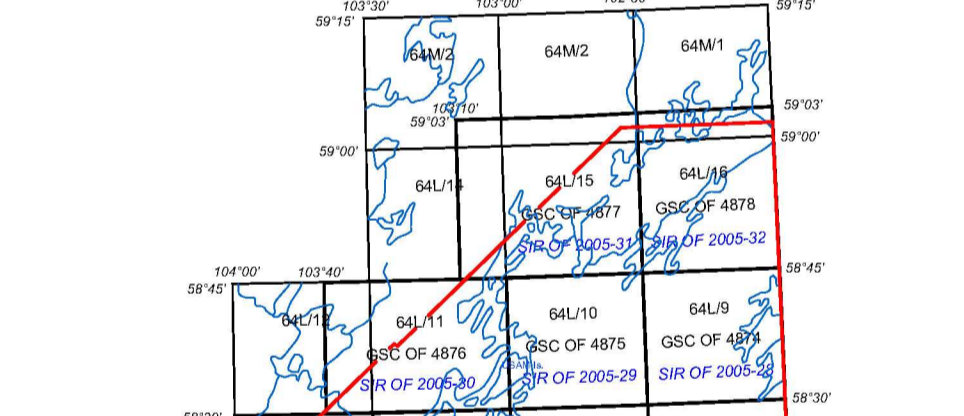 103°30'
103°00'
59°15'
59°15'
64M/2
64M/2
64M/1
103°10'
59°03'
59°03'
59°00'
59°00'
64L/14
64L/15
64L/16
GSC OF 4877
GSC OF 4878
SIR OF 2005-31
SIR OF 2005-32
104°00'
103°40'
58°45'
58°45'
64L/12
64L/11
64L/10
64L/9
GSC OF 4876
GSC OF 4875
GSC OF 4874
SIR OF 2005-30
SIR OF 2005-29
SIR OF 2005-28
58°30'